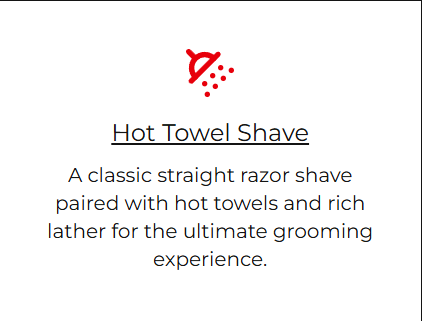 Hot Towel Shave
A classic straight razor shave
paired with hot towels and rich
lather for the ultimate grooming
experience.